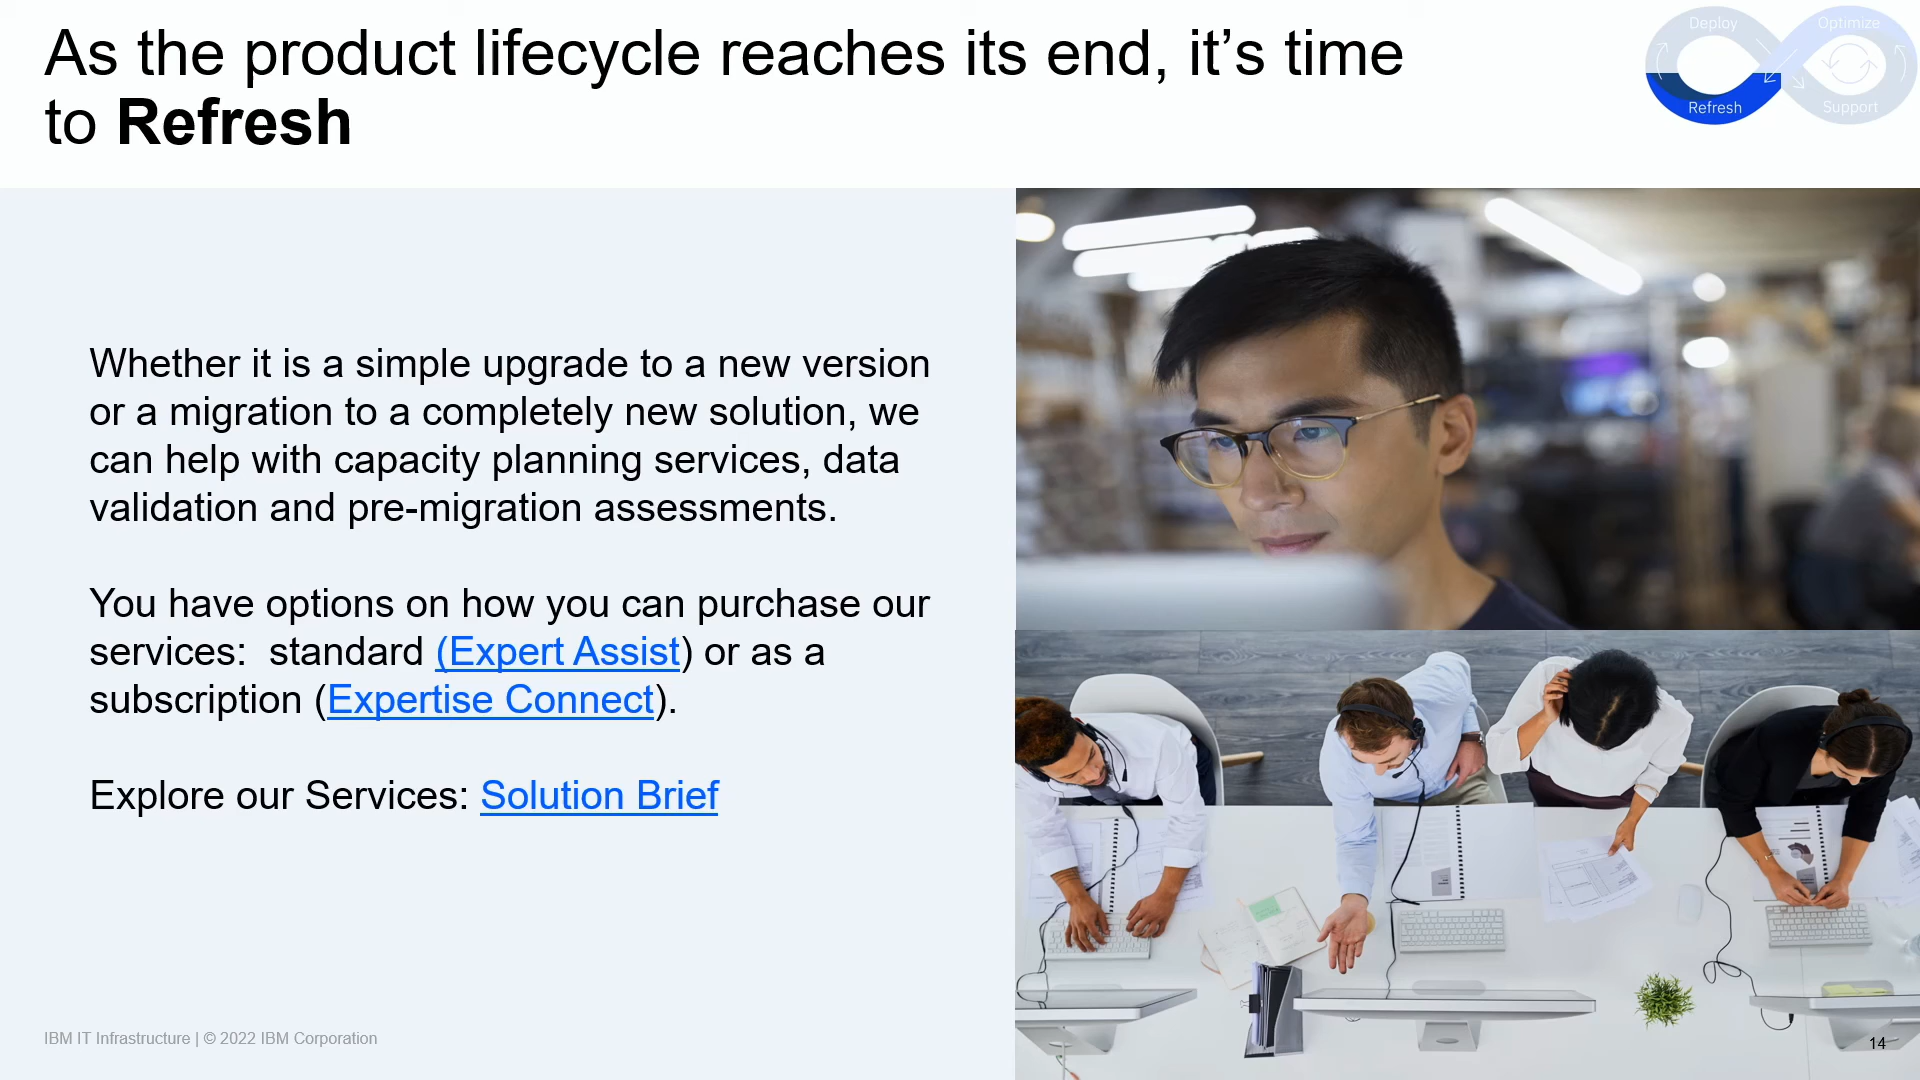 As the product lifecycle reaches its end, it’s time
to Refresh
Deploy
Optimize
Refresh
Support
Whether it is a simple upgrade to a new version
or a migration to a completely new solution, we
can help with capacity planning services, data
validation and pre-migration assessments.
You have options on how you can purchase our
services:  standard (Expert Assist) or as a
subscription (Expertise Connect).
Explore our Services: Solution Brief
IBM IT Infrastructure | © 2022 IBM Corporation
14